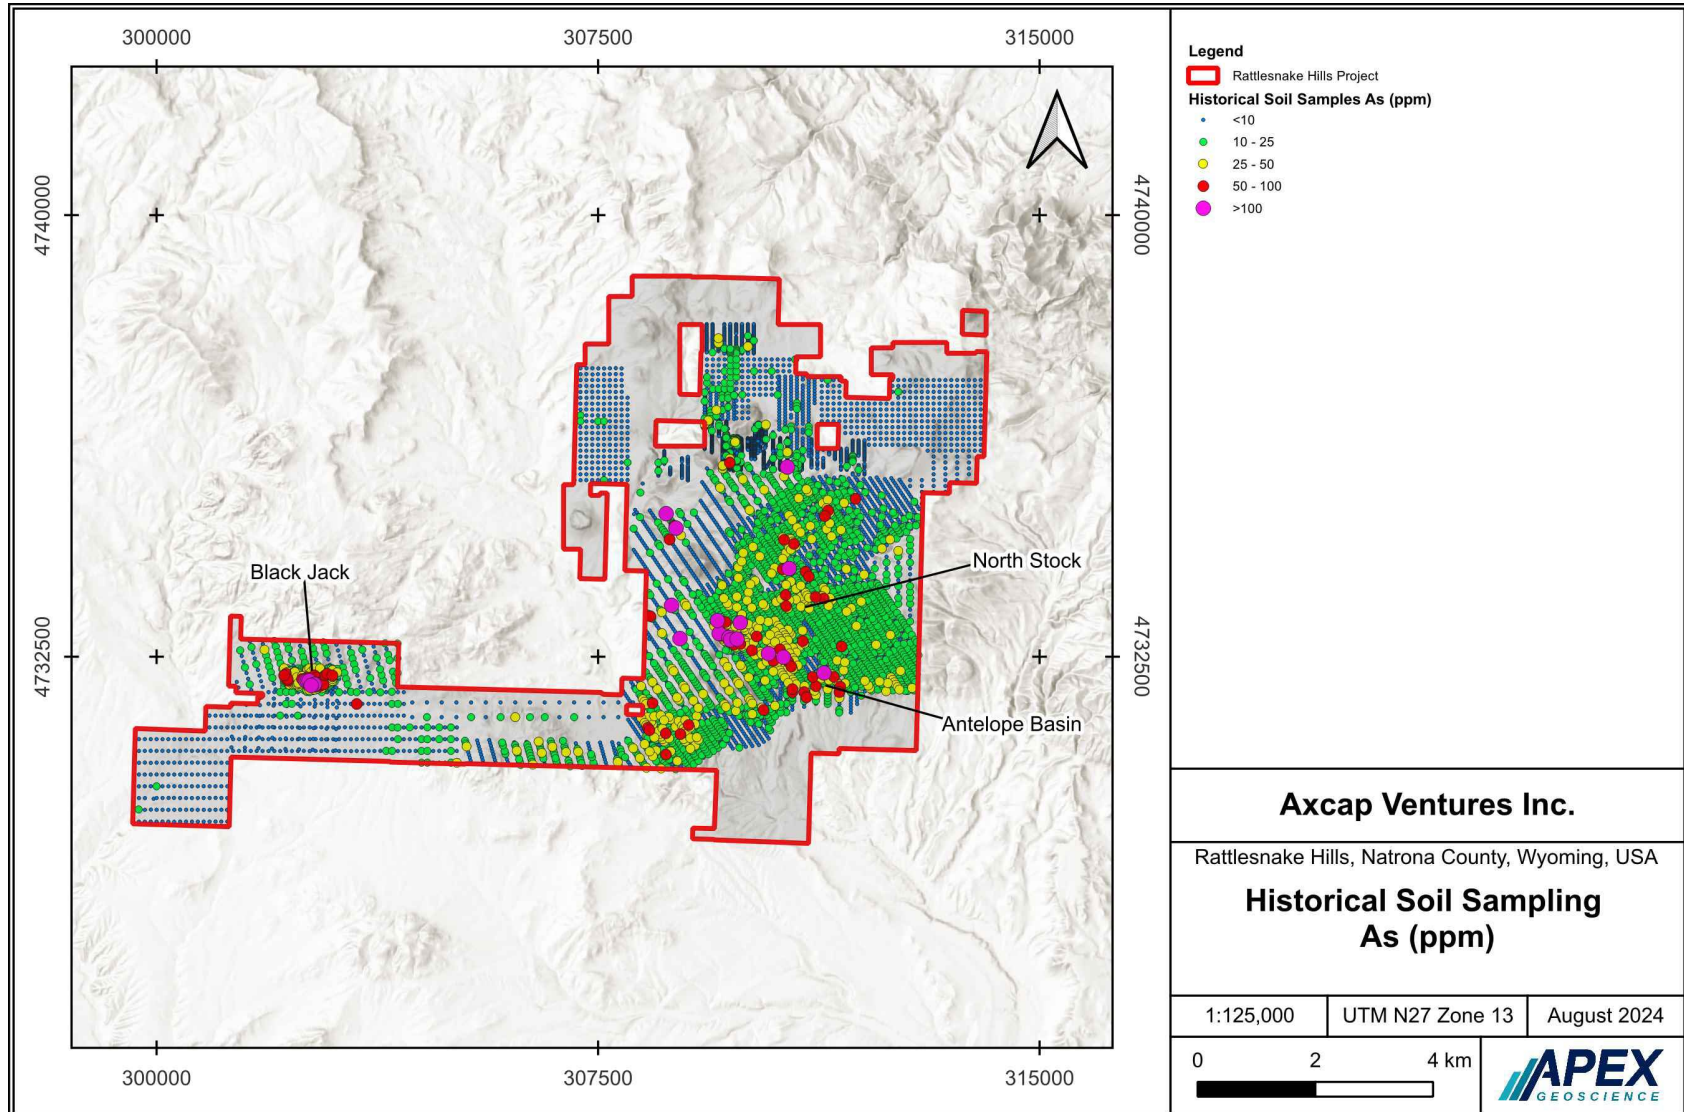 300000
307500
315000
4740000
4740000
4732500
4732500
Black Jack
North Stock
Antelope Basin
300000
307500
315000
Legend
Rattlesnake Hills Project
Historical Soil Samples As (ppm)
<10
10 - 25
25 - 50
50 - 100
>100
Axcap Ventures Inc.
Rattlesnake Hills, Natrona County, Wyoming, USA
Historical Soil Sampling
As (ppm)
1:125,000
UTM N27 Zone 13
August 2024
0 2 4 km
APEX
GEOSCIENCE